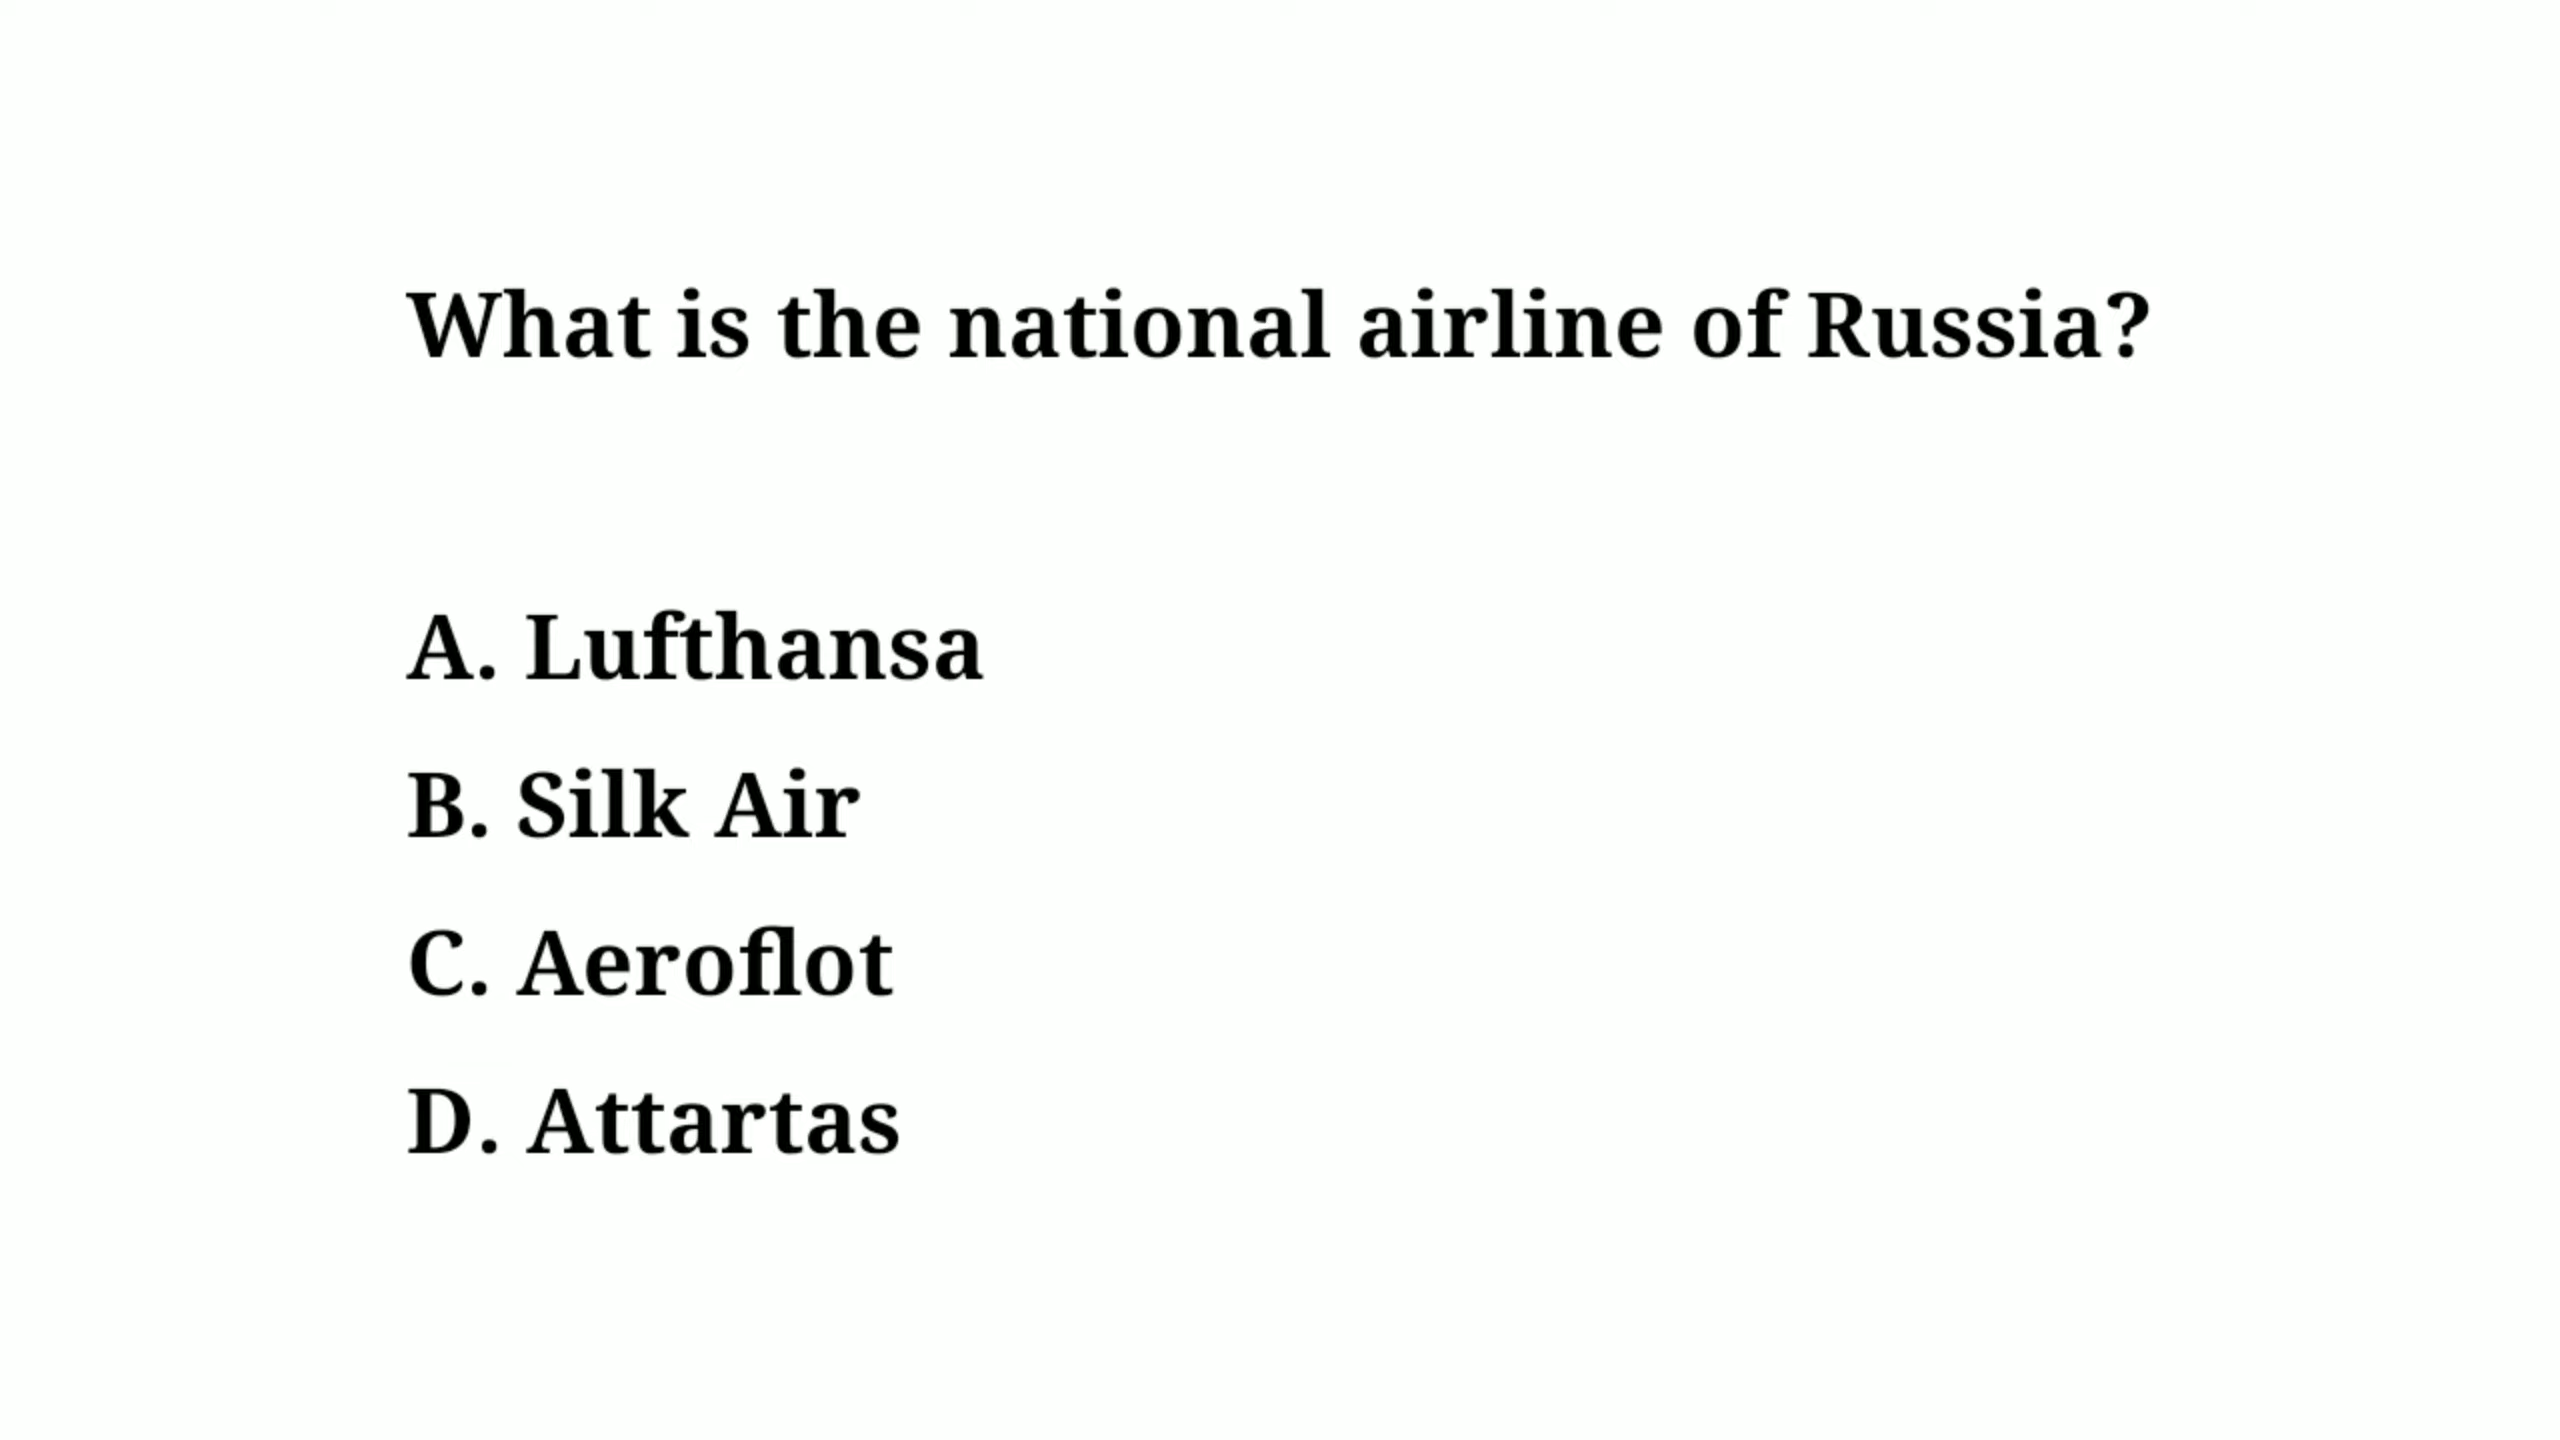 What is the national airline of Russia?
A. Lufthansa
B. Silk Air
C. Aeroflot
D. Attartas